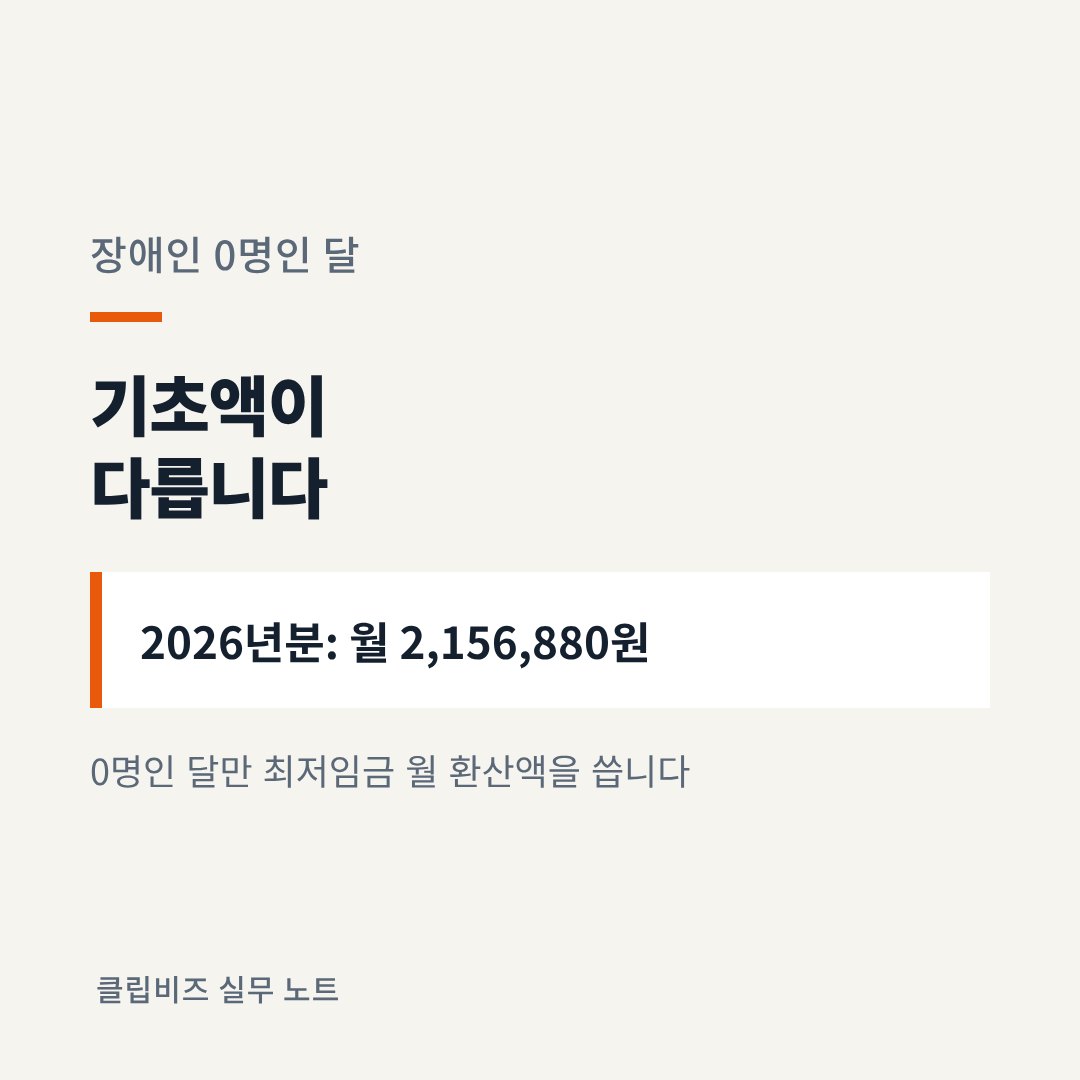 장애인 0명인 달
기초액이
다릅니다
2026년분: 월 2,156,880원
0명인 달만 최저임금 월 환산액을 씁니다
클립비즈 실무 노트